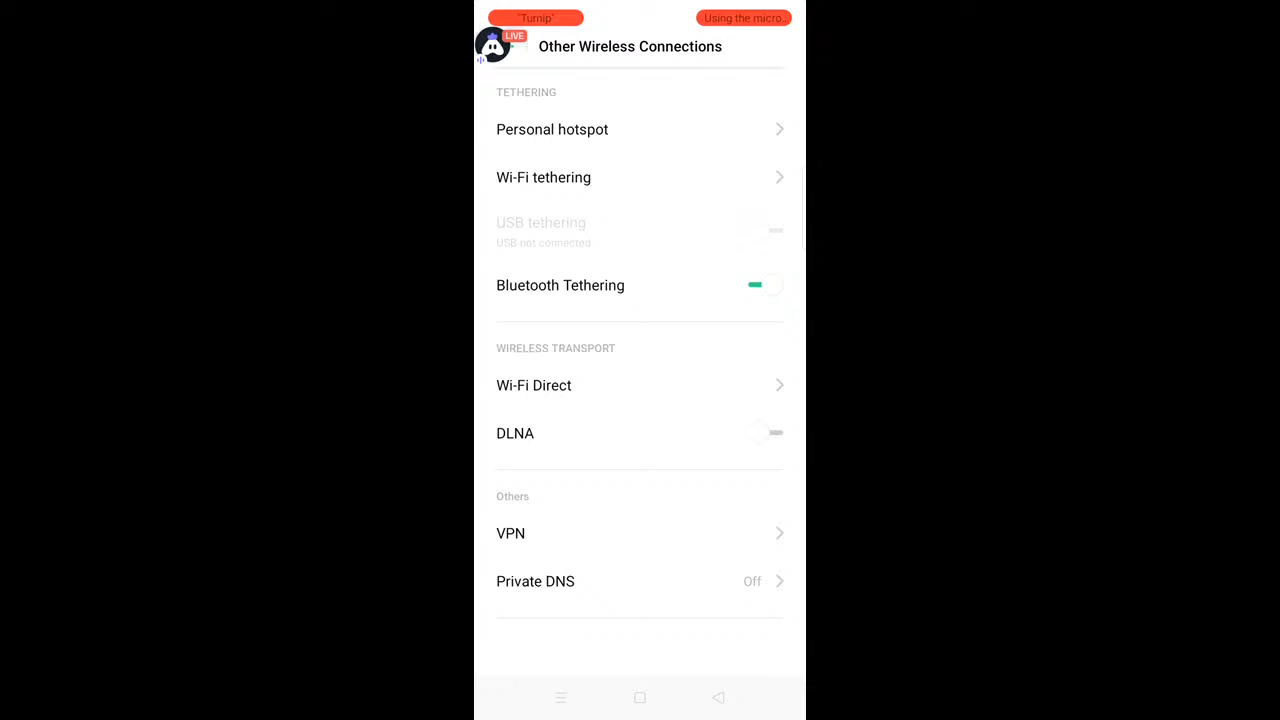 "Turnip"
Using the micro..
LIVE
Other Wireless Connections
TETHERING
Personal hotspot
Wi-Fi tethering
USB tethering
USB not connected
Bluetooth Tethering
WIRELESS TRANSPORT
Wi-Fi Direct
DLNA
Others
VPN
Private DNS
Off